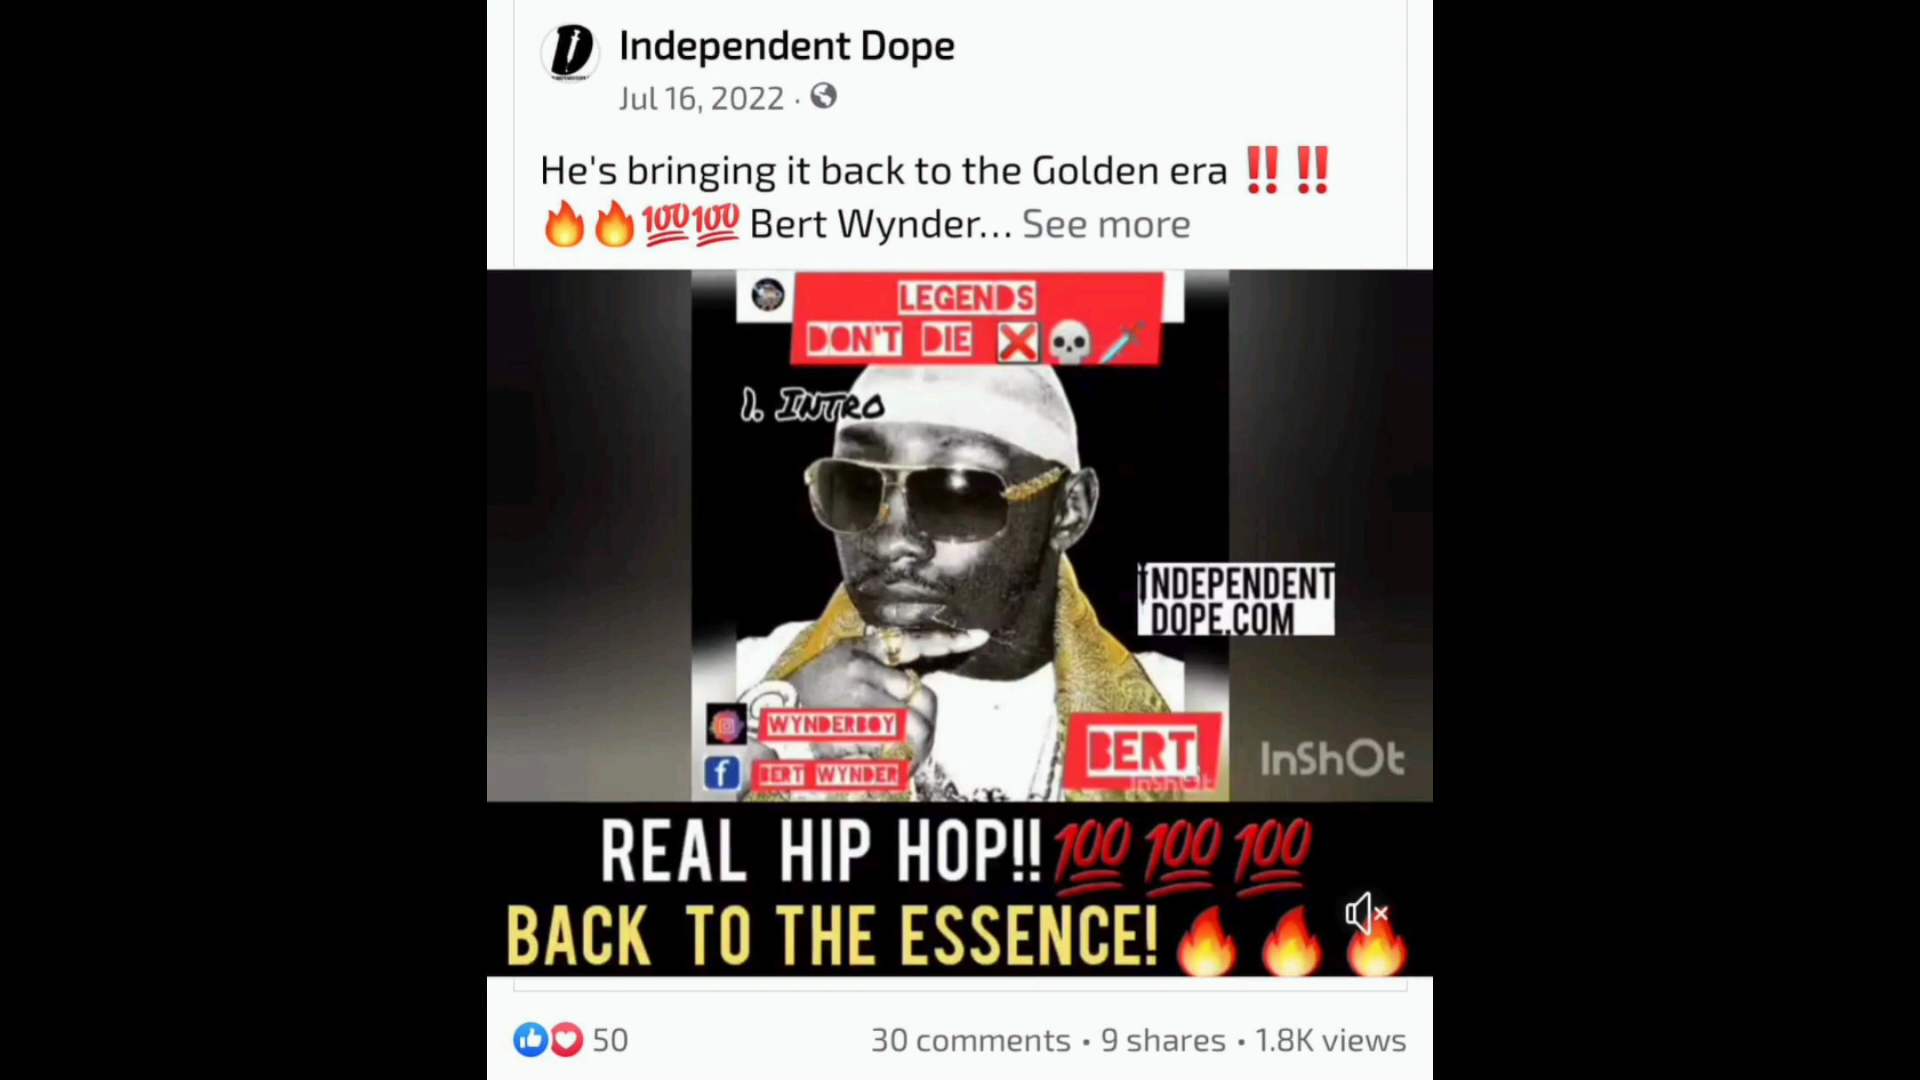 Independent Dope
Jul 16, 2022 ·
He's bringing it back to the Golden era ‼️ ‼️
🔥🔥💯💯 Bert Wynder... See more
LEGENDS
DON'T DIE ❌💀🗡️
1. INTRO
INDEPENDENT
DOPE.COM
WYNDERBOY
BERT WYNDER
BERT
InShOt
InShOt
REAL HIP HOP!!💯💯💯
BACK TO THE ESSENCE!🔥🔥🔥
50
30 comments • 9 shares • 1.8K views